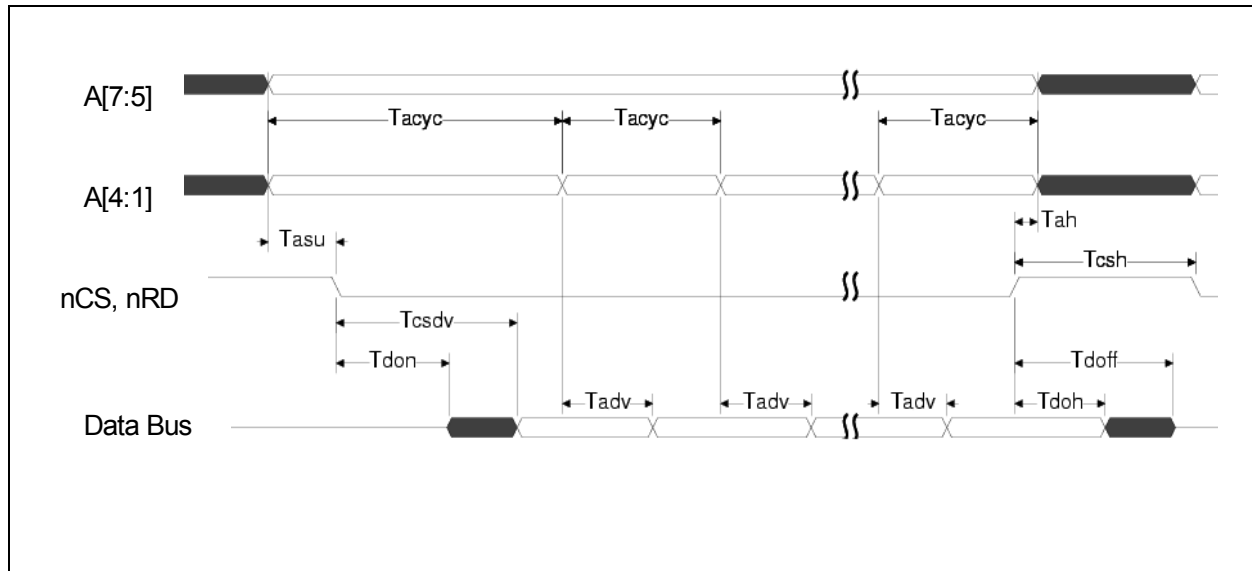 A[7:5]
Tacyc Tacyc Tacyc
A[4:1]
Tah
Tasu
Tcsh
nCS, nRD
Tcsdv
Tdon Tdoff
Tadv Tadv Tadv Tdoh
Data Bus